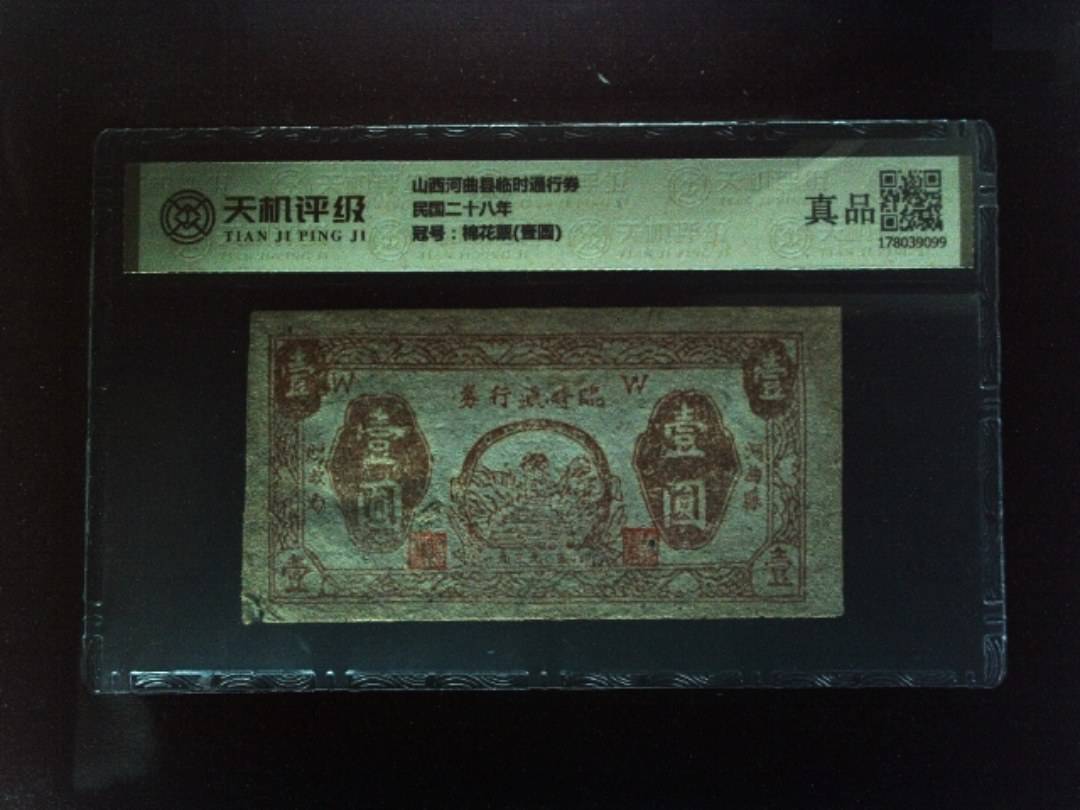 天机评级
TIAN JI PING JI
山西河曲县临时通行券
民国二十八年
冠号：棉花票(壹圆)
真品
178039099
壹
壹
W
W
券行流時臨
壹圓
壹圓
壹
壹